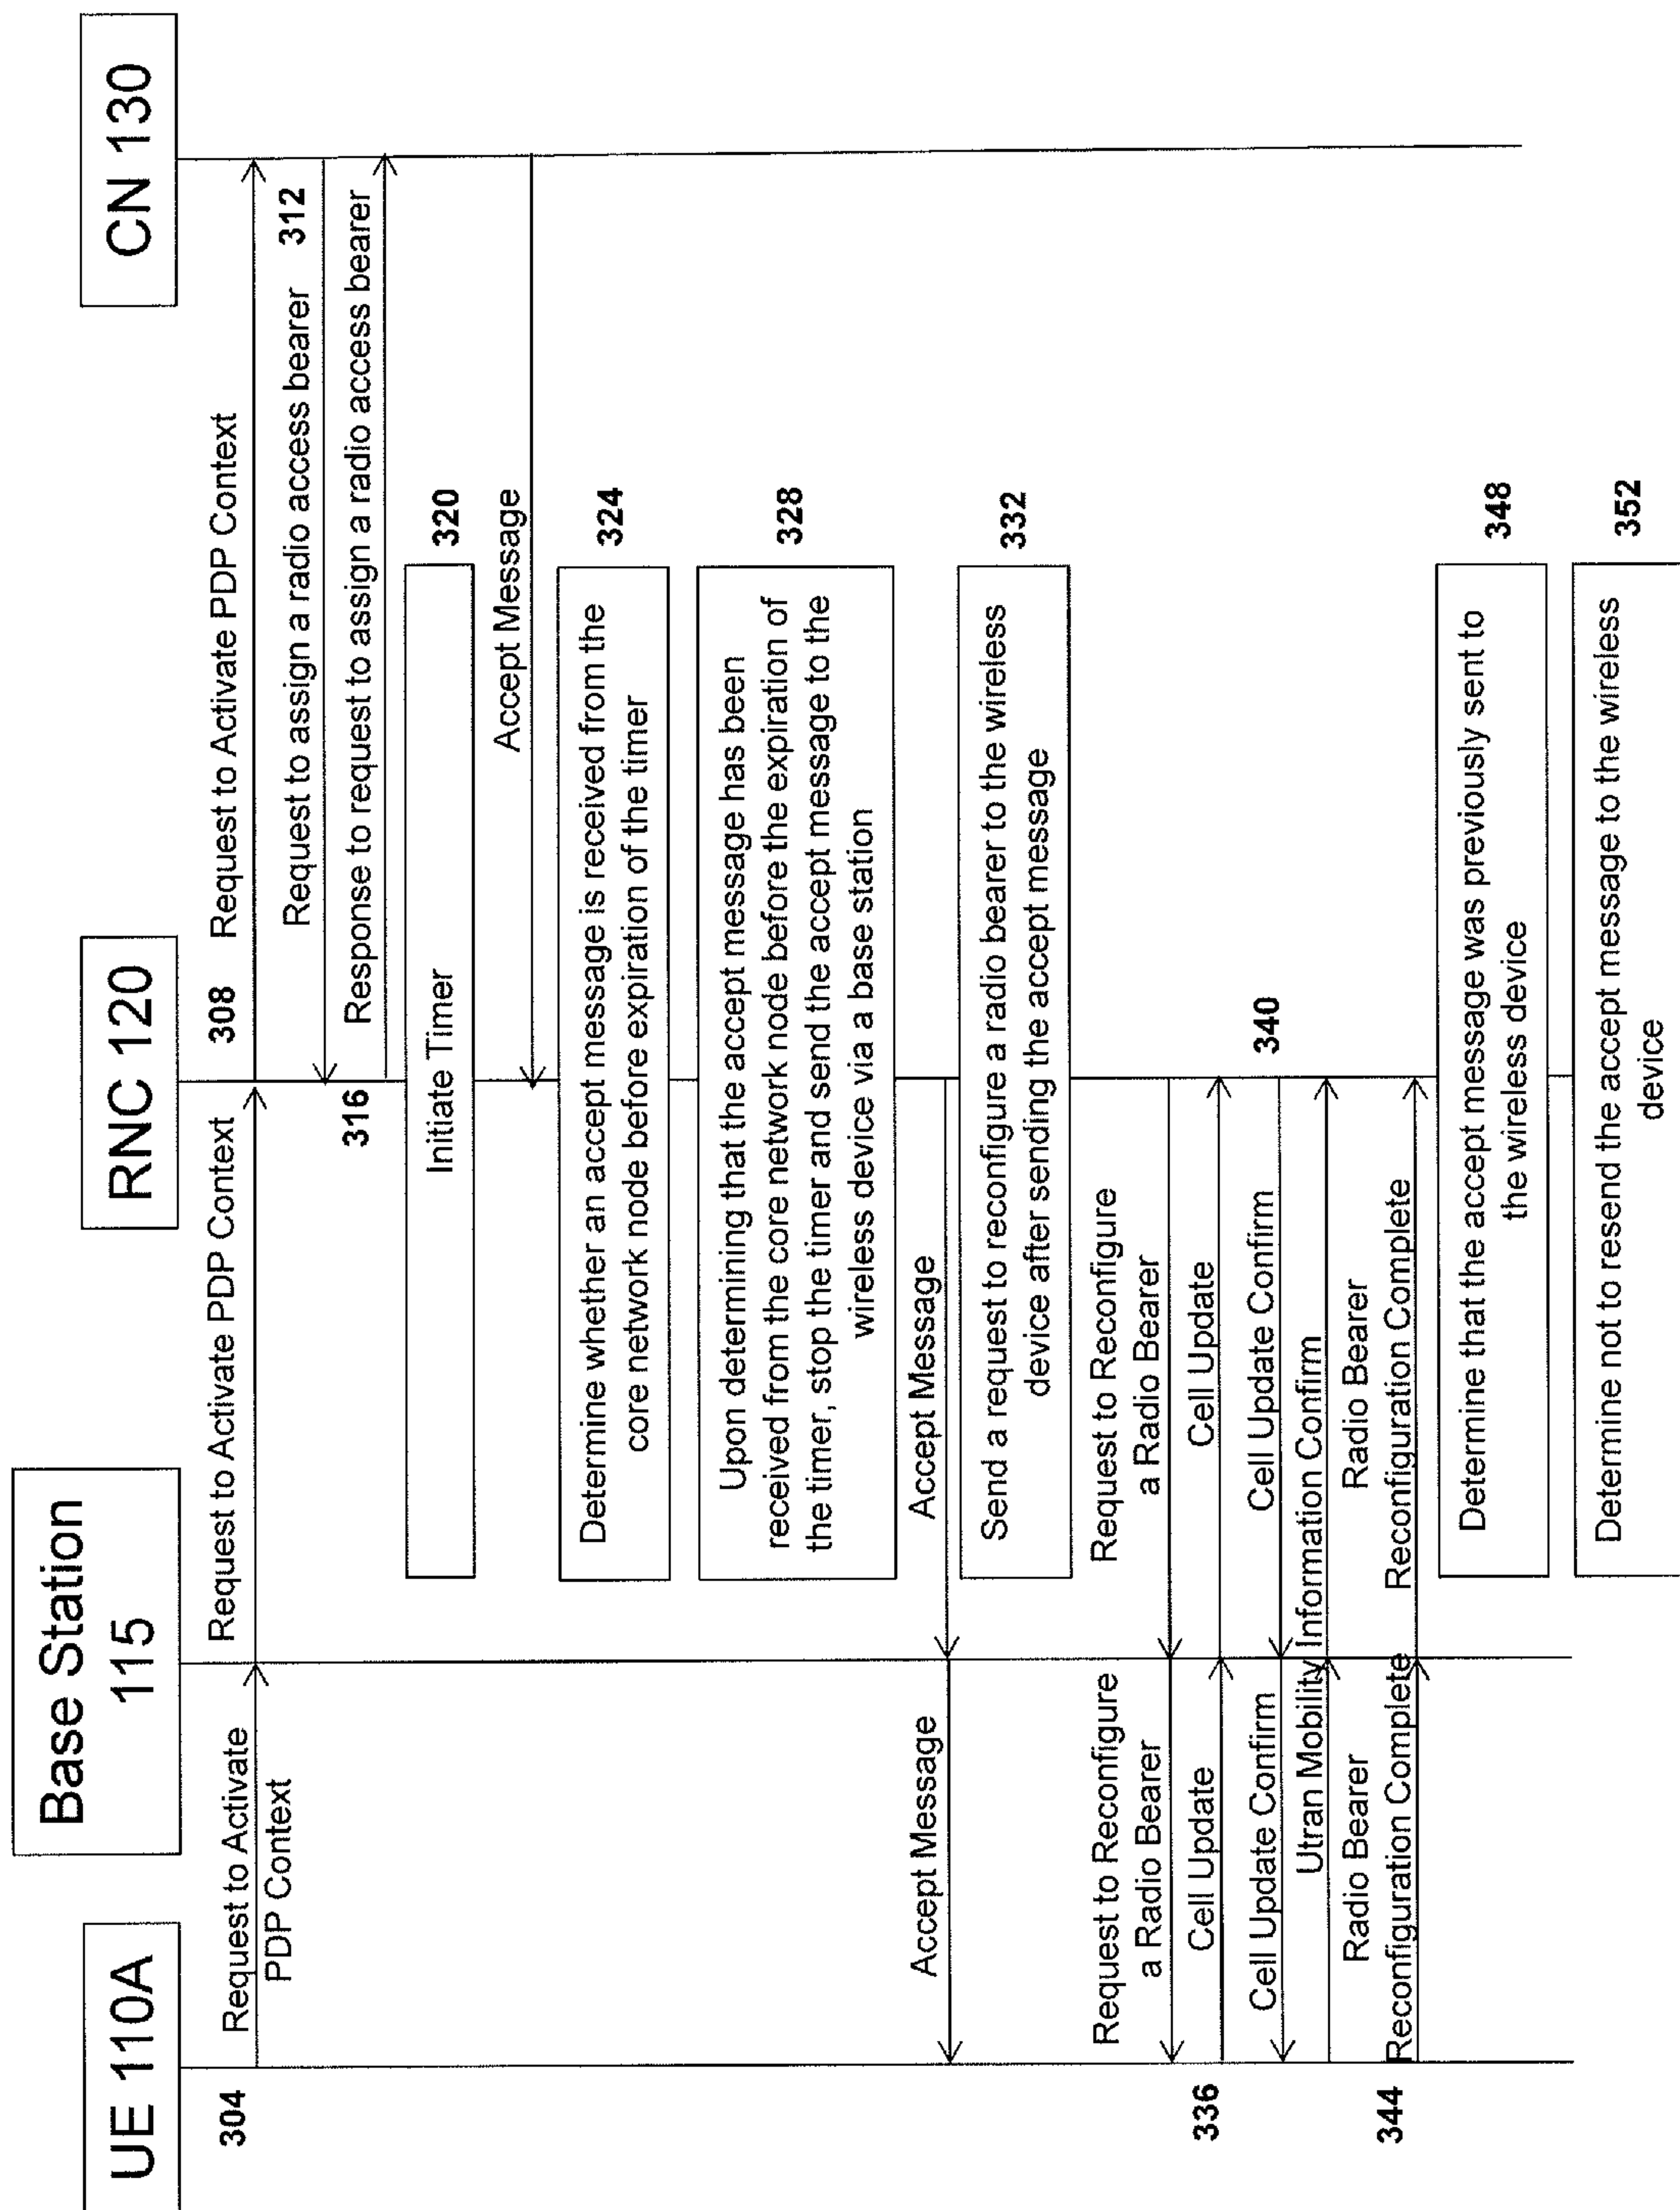 UE 110A
Base Station
115
RNC 120
CN 130
304
Request to Activate
PDP Context
Request to Activate PDP Context
308
Request to Activate PDP Context
Request to assign a radio access bearer
312
316
Response to request to assign a radio access bearer
Initiate Timer
320
Accept Message
Determine whether an accept message is received from the
core network node before expiration of the timer
324
Upon determining that the accept message has been
received from the core network node before the expiration of
the timer, stop the timer and send the accept message to the
wireless device via a base station
328
Accept Message
Accept Message
Send a request to reconfigure a radio bearer to the wireless
device after sending the accept message
332
Request to Reconfigure
a Radio Bearer
Request to Reconfigure
a Radio Bearer
336
Cell Update
Cell Update
Cell Update Confirm
Cell Update Confirm
340
Utran Mobility Information Confirm
344
Radio Bearer
Reconfiguration Complete
Radio Bearer
Reconfiguration Complete
Determine that the accept message was previously sent to
the wireless device
348
Determine not to resend the accept message to the wireless
device
352